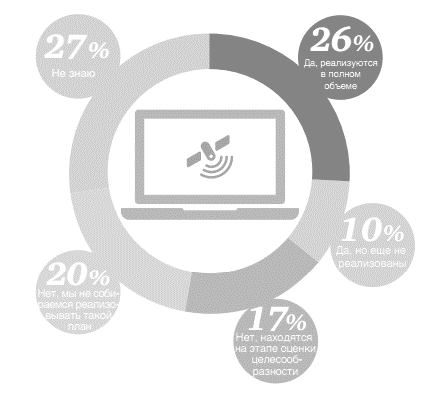 27%
Не знаю
26%
Да, реализуются
в полном
объеме
10%
Да, но еще не
реализованы
20%
Нет, мы не соби-
раемся реализо-
вывать такой
план
17%
Нет, находятся
на этапе оценки
целесооб-
разности